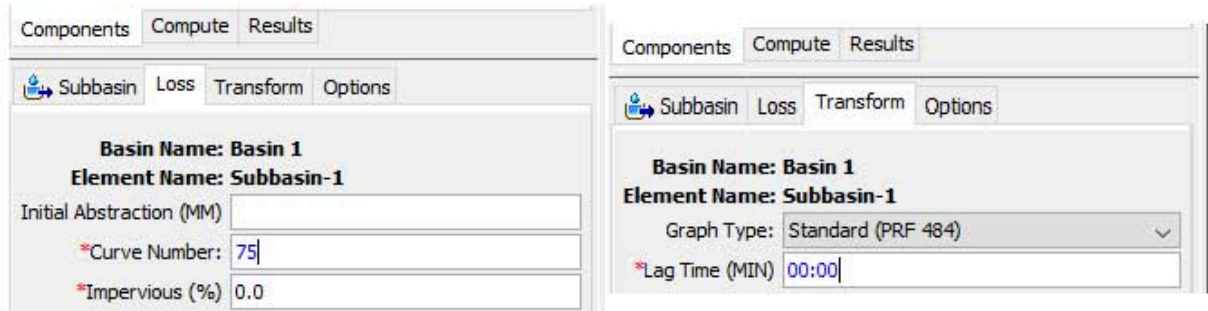 Components Compute Results
Subbasin Loss Transform Options
Basin Name: Basin 1
Element Name: Subbasin-1
Initial Abstraction (MM)
*Curve Number: 75
*Impervious (%) 0.0
Components Compute Results
Subbasin Loss Transform Options
Basin Name: Basin 1
Element Name: Subbasin-1
Graph Type: Standard (PRF 484)
*Lag Time (MIN) 00:00